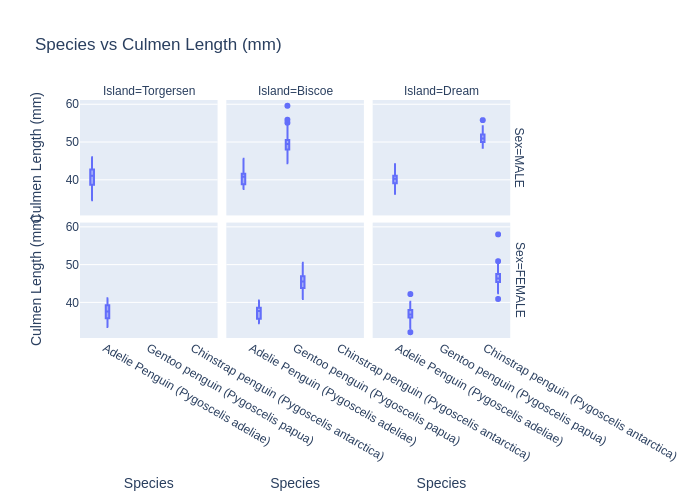 Species vs Culmen Length (mm)
Island=Torgersen
Island=Biscoe
Island=Dream
60
50
40
Culmen Length (mm)
Sex=MALE
60
50
40
Culmen Length (mm)
Sex=FEMALE
Adelie Penguin (Pygoscelis adeliae)
Gentoo penguin (Pygoscelis papua)
Chinstrap penguin (Pygoscelis antarctica)
Adelie Penguin (Pygoscelis adeliae)
Gentoo penguin (Pygoscelis papua)
Chinstrap penguin (Pygoscelis antarctica)
Adelie Penguin (Pygoscelis adeliae)
Gentoo penguin (Pygoscelis papua)
Chinstrap penguin (Pygoscelis antarctica)
Species
Species
Species